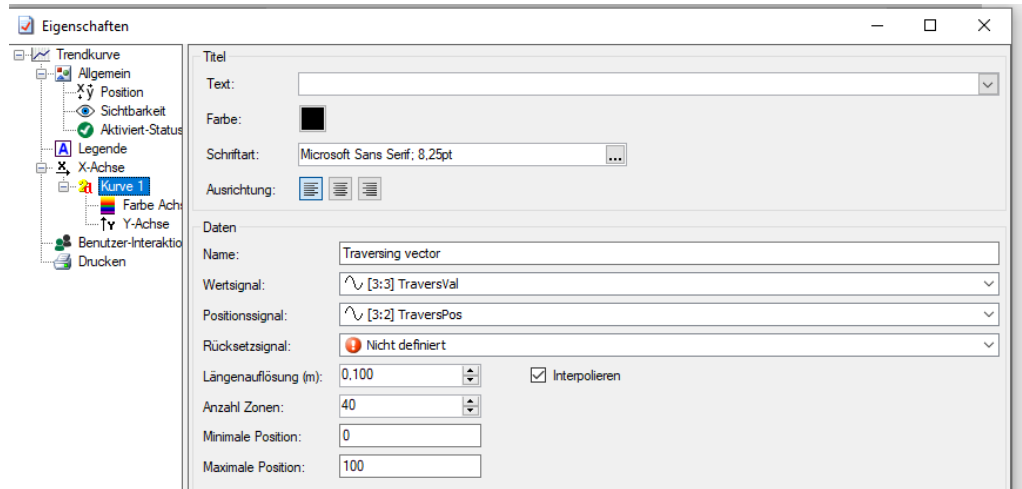 Eigenschaften
Trendkurve
Allgemein
Position
Sichtbarkeit
Aktiviert-Status
Legende
X-Achse
Kurve 1
Farbe Achs
Y-Achse
Benutzer-Interaktio
Drucken
Titel
Text:
Farbe:
Schriftart: Microsoft Sans Serif; 8,25pt ...
Ausrichtung:
Daten
Name: Traversing vector
Wertsignal: [3:3] TraversVal
Positionssignal: [3:2] TraversPos
Rücksetzsignal: Nicht definiert
Längenauflösung (m): 0,100 Interpolieren
Anzahl Zonen: 40
Minimale Position: 0
Maximale Position: 100